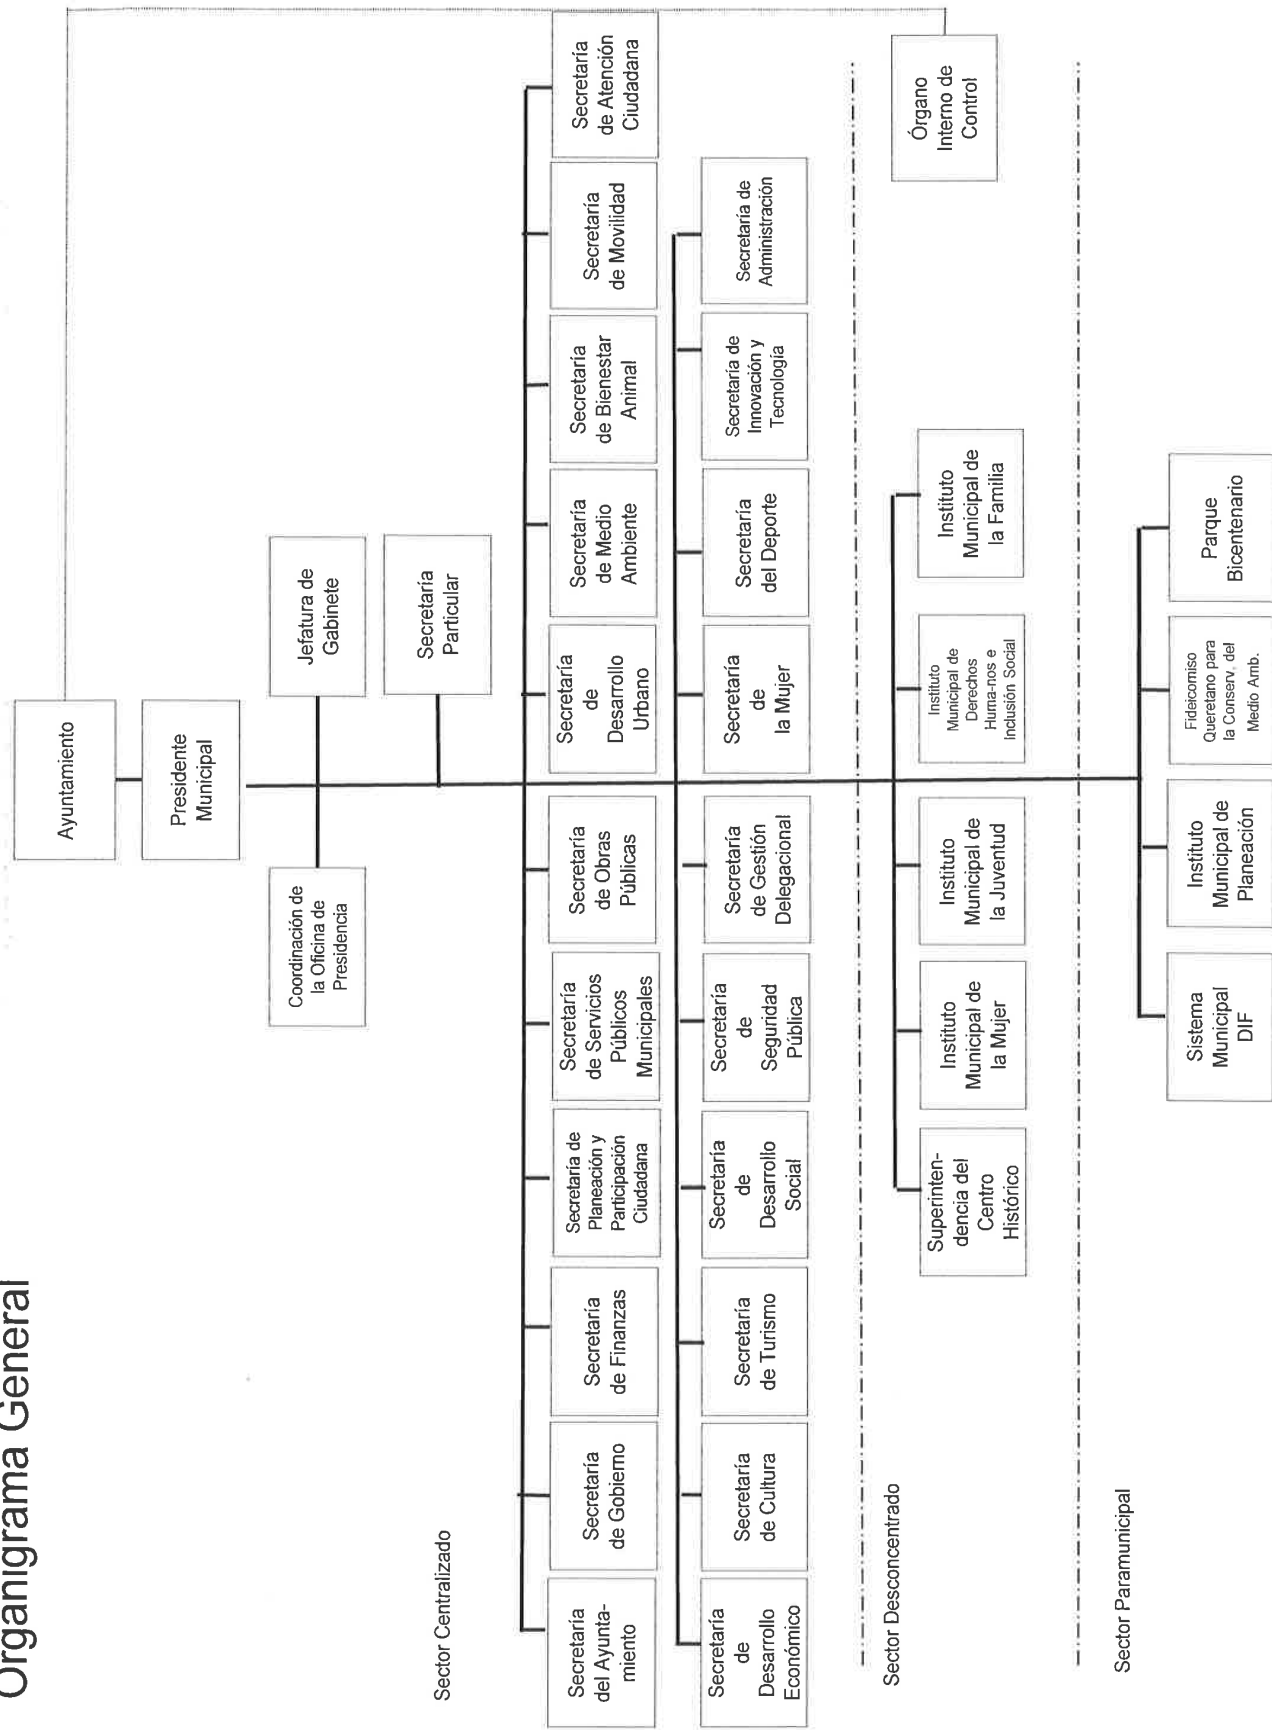 Organigrama General
Ayuntamiento
Presidente
Municipal
Coordinación de
la Oficina de
Presidencia
Jefatura de
Gabinete
Secretaría
Particular
Sector Centralizado
Secretaría
del Ayunta-
miento
Secretaría
de Gobierno
Secretaría
de Finanzas
Secretaría de
Planeación y
Participación
Ciudadana
Secretaría
de Servicios
Públicos
Municipales
Secretaría
de Obras
Públicas
Secretaría
de
Desarrollo
Urbano
Secretaría
de Medio
Ambiente
Secretaría
de Bienestar
Animal
Secretaría
de Movilidad
Secretaría
de Atención
Ciudadana
Secretaría
de
Desarrollo
Económico
Secretaría
de Cultura
Secretaría
de Turismo
Secretaría
de
Desarrollo
Social
Secretaría
de
Seguridad
Pública
Secretaría
de Gestión
Delegacional
Secretaría
de
la Mujer
Secretaría
del Deporte
Secretaría de
Innovación y
Tecnología
Secretaría de
Administración
Sector Desconcentrado
Superinten-
dencia del
Centro
Histórico
Instituto
Municipal de
la Mujer
Instituto
Municipal de
la Juventud
Instituto
Municipal de
Derechos
Huma-nos e
Inclusión Social
Instituto
Municipal de
la Familia
Órgano
Interno de
Control
Sector Paramunicipal
Sistema
Municipal
DIF
Instituto
Municipal de
Planeación
Fideicomiso
Queretano para
la Conserv. del
Medio Amb.
Parque
Bicentenario